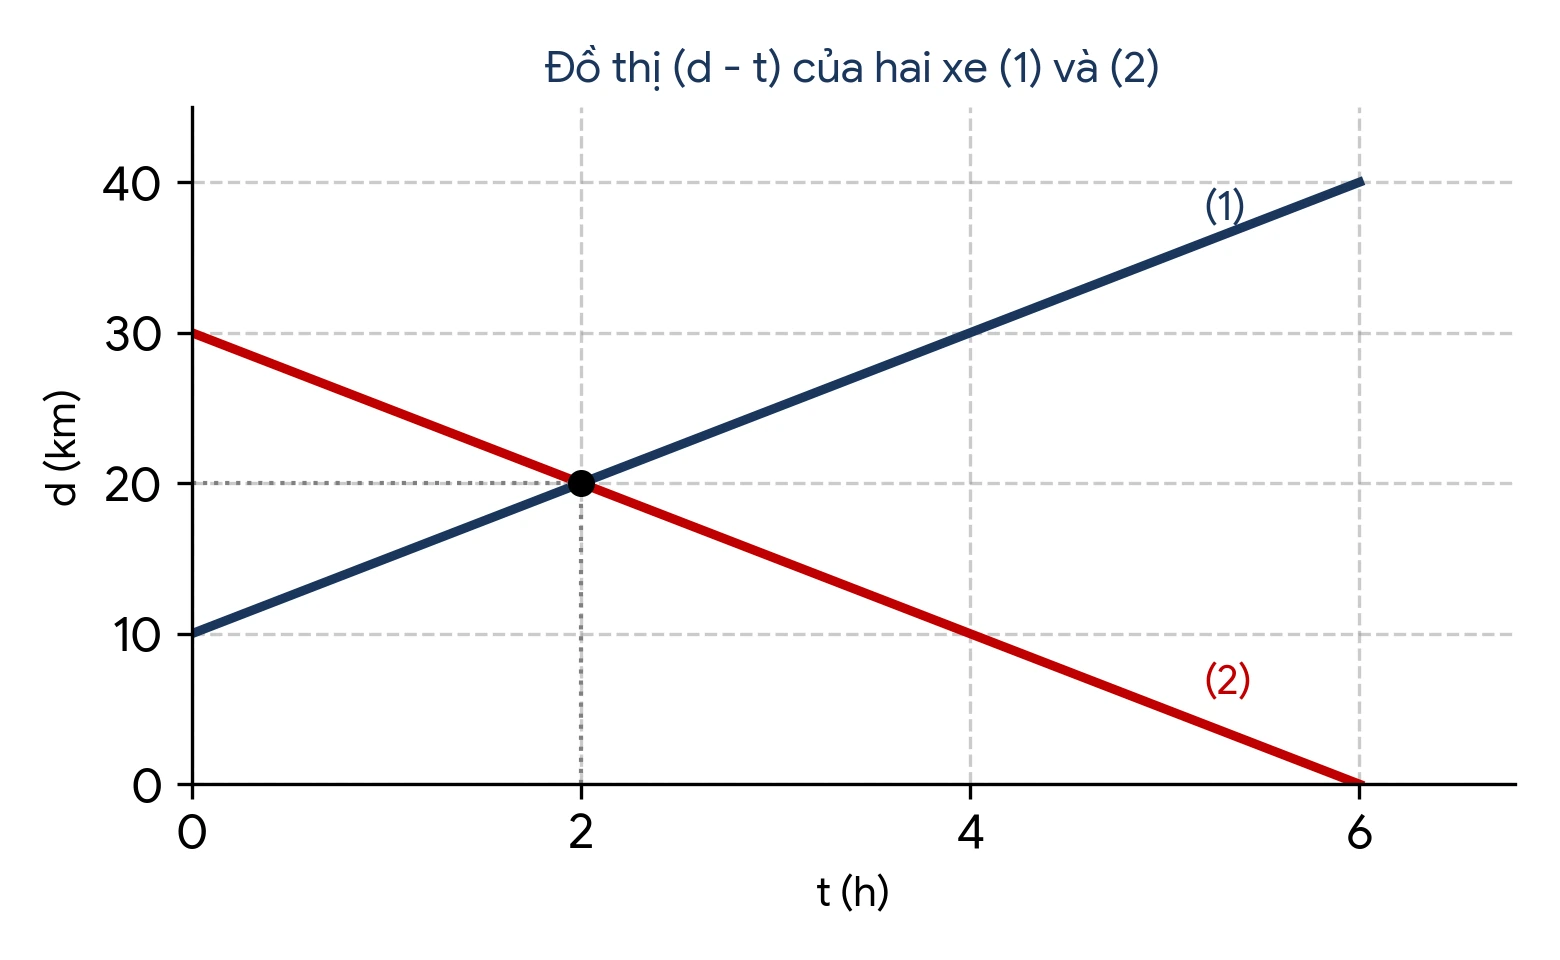 Đồ thị (d - t) của hai xe (1) và (2)
40
(1)
30
d (km)
20
10
(2)
0
0 2 4 6
t (h)